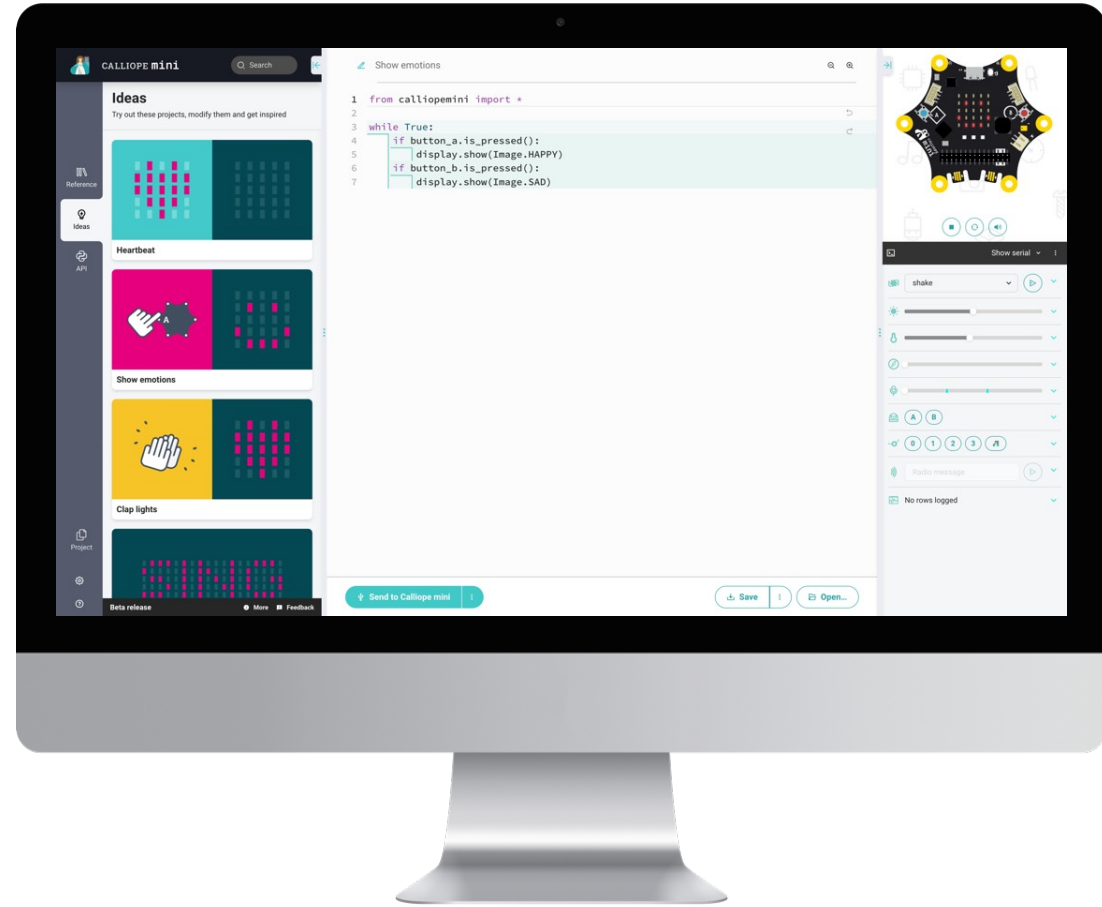 CALLIOPE mini
Search
Reference
Ideas
API
Project
Ideas
Try out these projects, modify them and get inspired
Heartbeat
A
Show emotions
Clap lights
Beta release
More
Feedback
Show emotions
1 from calliopemini import *
2
3 while True:
4 if button_a.is_pressed():
5 display.show(Image.HAPPY)
6 if button_b.is_pressed():
7 display.show(Image.SAD)
Send to Calliope mini
Save
Open...
A
mini
Show serial
shake
A B
0 1 2 3
Radio message
No rows logged